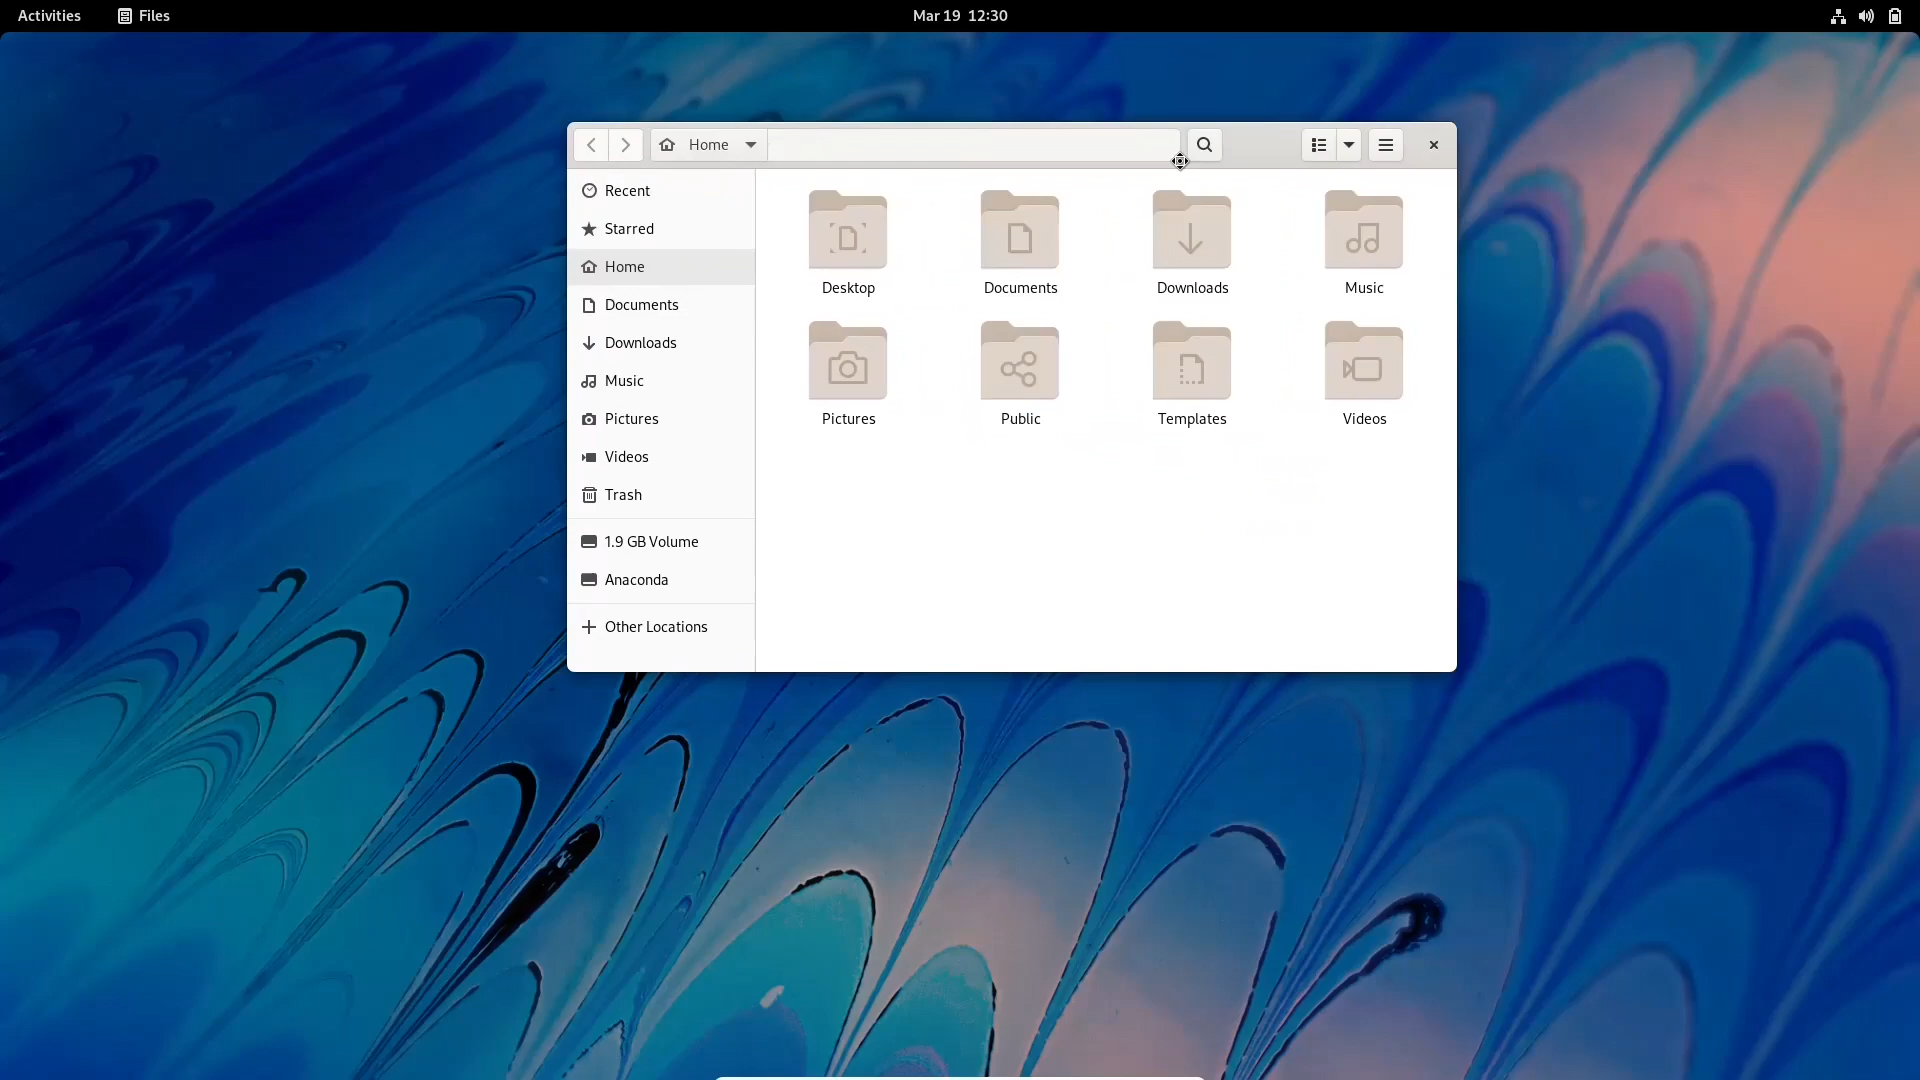 Activities Files Mar 19 12:30
Home
Recent
Starred
Home
Documents
Downloads
Music
Pictures
Videos
Trash
1.9 GB Volume
Anaconda
Other Locations
Desktop Documents Downloads Music
Pictures Public Templates Videos